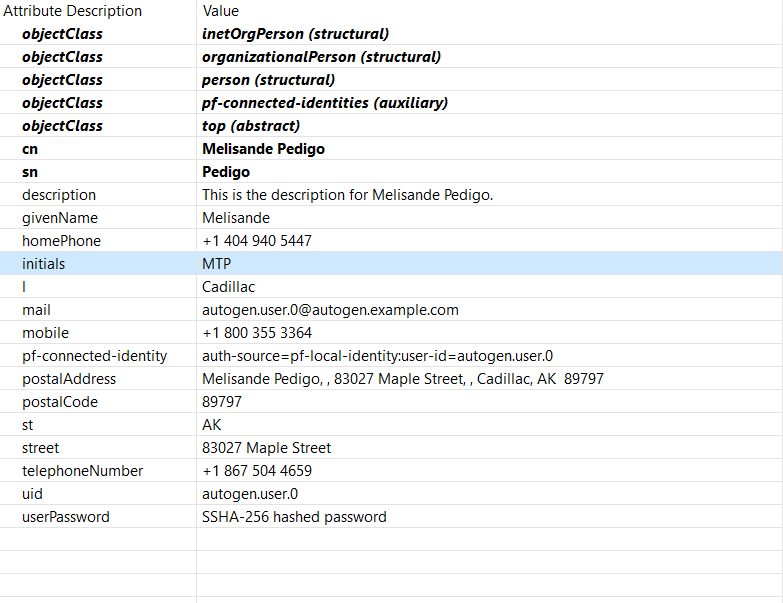 Attribute Description Value
objectClass inetOrgPerson (structural)
objectClass organizationalPerson (structural)
objectClass person (structural)
objectClass pf-connected-identities (auxiliary)
objectClass top (abstract)
cn Melisande Pedigo
sn Pedigo
description This is the description for Melisande Pedigo.
givenName Melisande
homePhone +1 404 940 5447
initials MTP
l Cadillac
mail autogen.user.0@autogen.example.com
mobile +1 800 355 3364
pf-connected-identity auth-source=pf-local-identity:user-id=autogen.user.0
postalAddress Melisande Pedigo, , 83027 Maple Street, , Cadillac, AK  89797
postalCode 89797
st AK
street 83027 Maple Street
telephoneNumber +1 867 504 4659
uid autogen.user.0
userPassword SSHA-256 hashed password